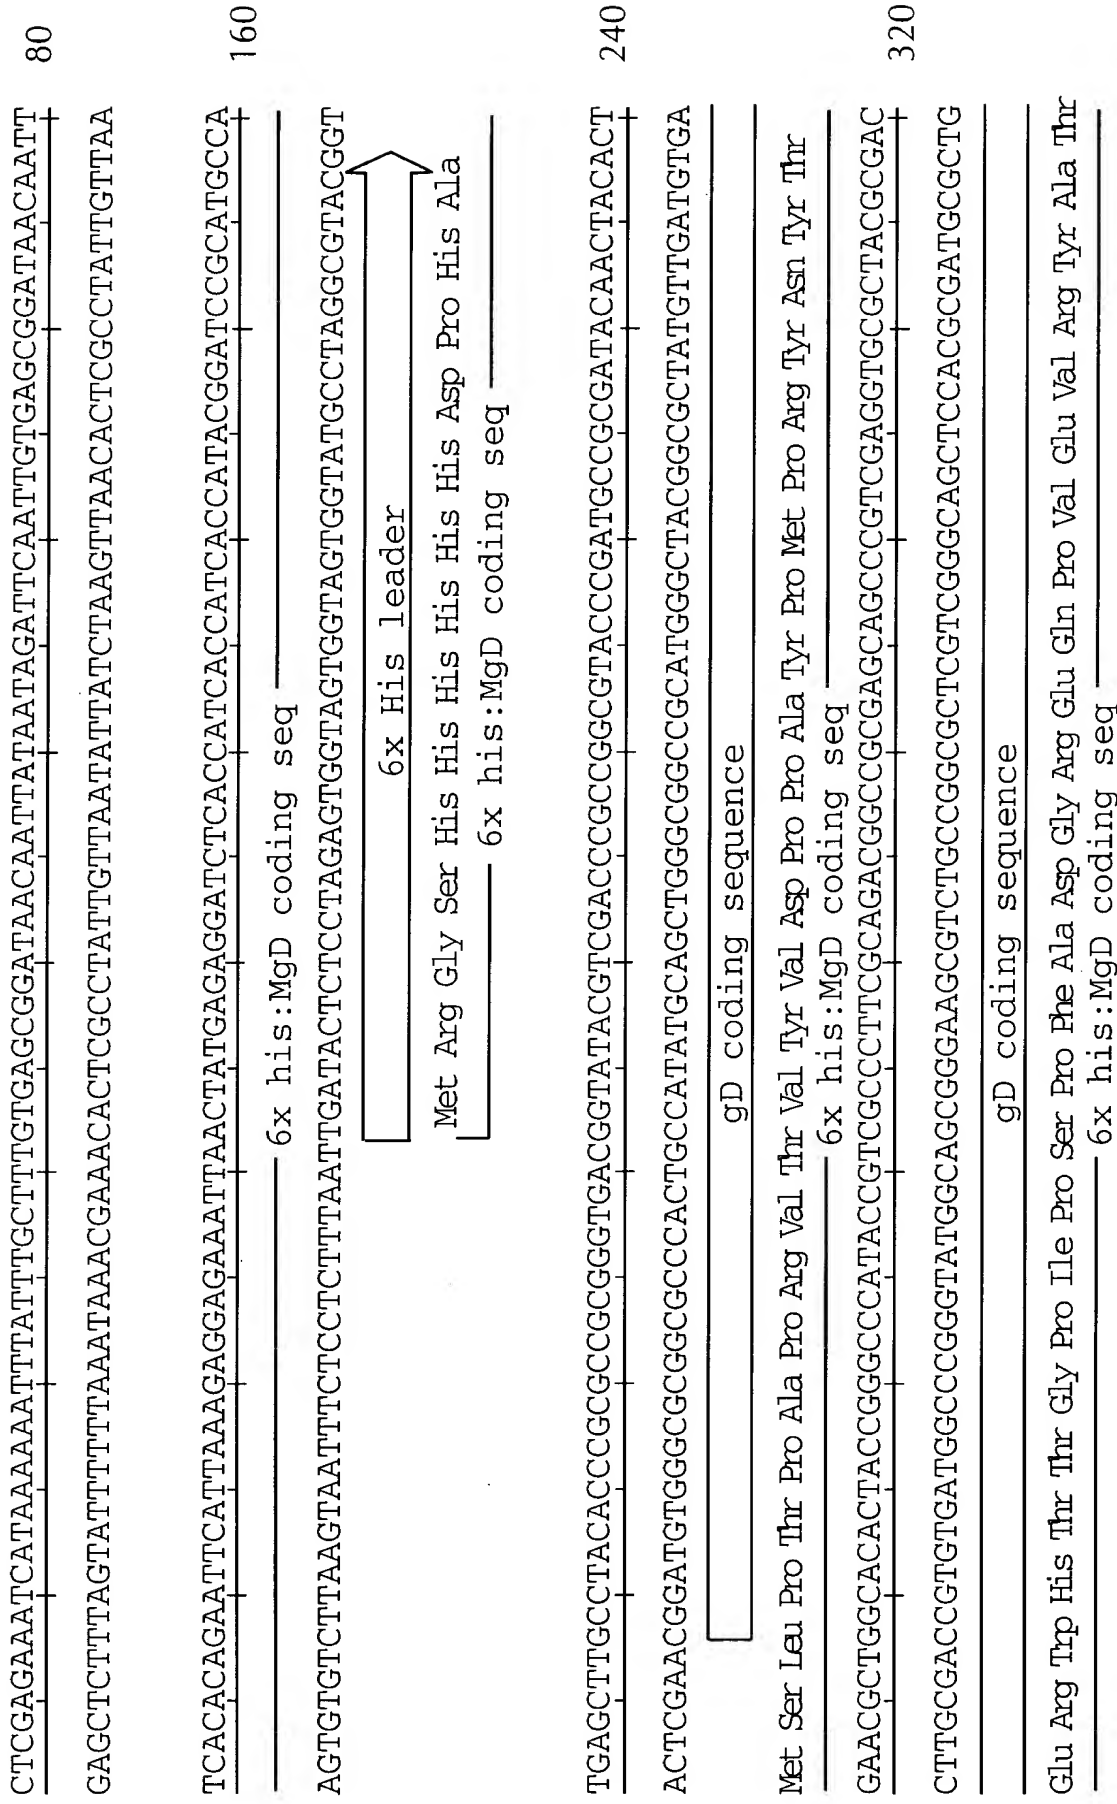 CTCGAGAAATCATAAAAAATTTATTTGCTTTGTGAGCGGATAACAATTATAATAGATTCAATTGTGAGCGGATAACAATT 80
GAGCTCTTTAGTATTTTTTAAATAAACGAAACACTCGCCTATTGTTAATATTATCTAAGTTAACACTCGCCTATTGTTAA
TCACACAGAATTCATTAAAGAGGAGAAATTAACTATGAGAGGATCTCACCATCACCATCACCATACGGATCCGCATGCCA 160
6x his:MgD coding seq
AGTGTGTCTTAAGTAATTTCTCCTCTTTAATTGATACTCTCCTAGAGTGGTAGTGGTAGTGGTATGCCTAGGCGTACGGT
6x His leader
Met Arg Gly Ser His His His His His His Asp Pro His Ala
6x his:MgD coding seq
TGAGCTTGCCTACACCCGCGCCGCGGGTGACGGTATACGTCGACCCGCCGGCGTACCCGATGCCGCGATACAACTACACT 240
ACTCGAACGGATGTGGGCGCGGCGCCCACTGCCATATGCAGCTGGGCGGCCGCATGGGCTACGGCGCTATGTTGATGTGA
gD coding sequence
Met Ser Leu Pro Thr Pro Ala Pro Arg Val Thr Val Tyr Val Asp Pro Pro Ala Tyr Pro Met Pro Arg Tyr Asn Tyr Thr
6x his:MgD coding seq
GAACGCTGGCACACTACCGGGCCCATACCGTCGCCCTTCGCAGACGGCCGCGAGCAGCCCGTCGAGGTGCGCTACGCGAC 320
CTTGCGACCGTGTGATGGCCCGGGTATGGCAGCGGGAAGCGTCTGCCGGCGCTCGTCGGGCAGCTCCACGCGATGCGCTG
gD coding sequence
Glu Arg Trp His Thr Thr Gly Pro Ile Pro Ser Pro Phe Ala Asp Gly Arg Glu Gln Pro Val Glu Val Arg Tyr Ala Thr
6x his:MgD coding seq